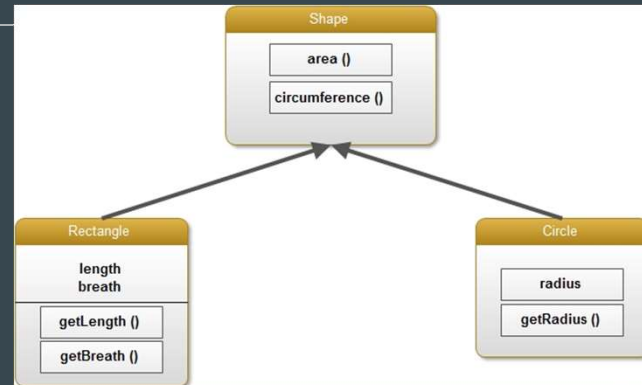 Shape
area ()
circumference ()
Rectangle
length
breath
getLength ()
getBreath ()
Circle
radius
getRadius ()